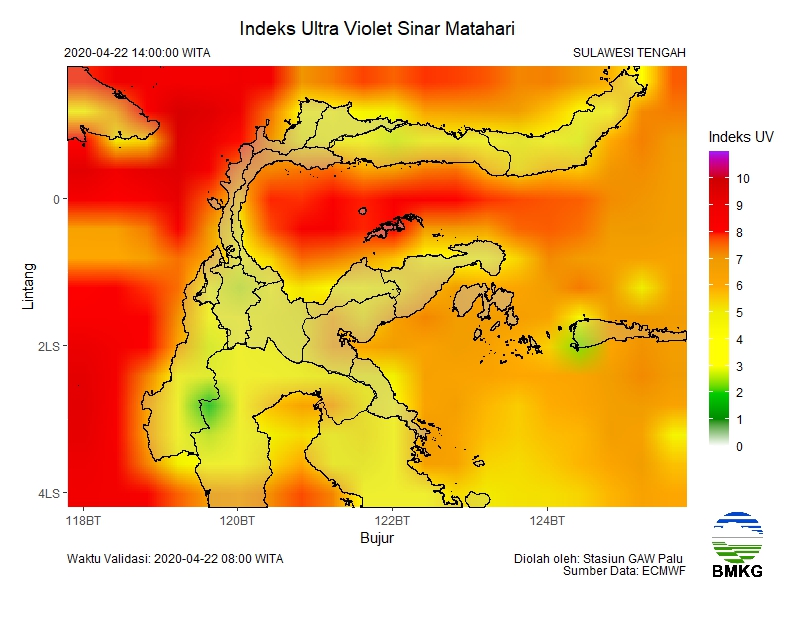 Indeks Ultra Violet Sinar Matahari
2020-04-22 14:00:00 WITA
SULAWESI TENGAH
Indeks UV
10
9
8
7
6
5
4
3
2
1
0
Lintang
0
2LS
4LS
118BT
120BT
122BT
124BT
Bujur
Waktu Validasi: 2020-04-22 08:00 WITA
Diolah oleh: Stasiun GAW Palu
Sumber Data: ECMWF
BMKG